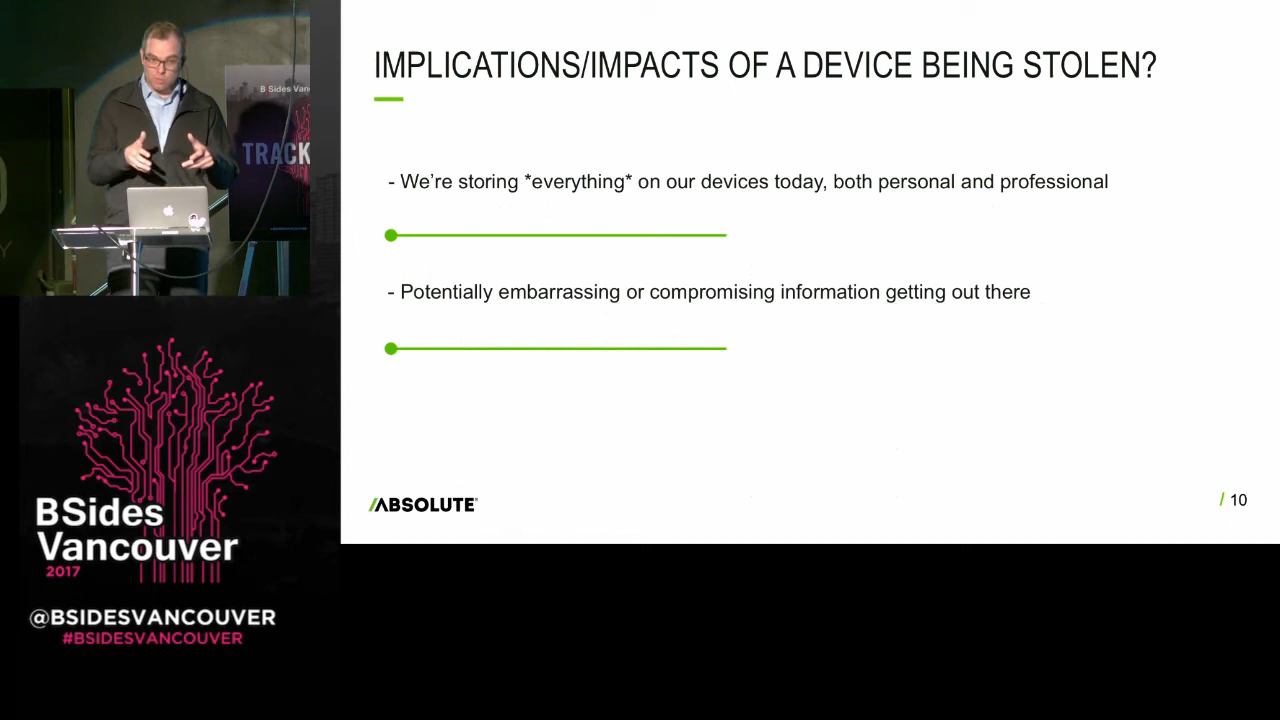 B Sides Van
TRACK
IMPLICATIONS/IMPACTS OF A DEVICE BEING STOLEN?
- We’re storing *everything* on our devices today, both personal and professional
- Potentially embarrassing or compromising information getting out there
/ABSOLUTE®
/ 10
BSides
Vancouver
2017
@BSIDESVANCOUVER
#BSIDESVANCOUVER